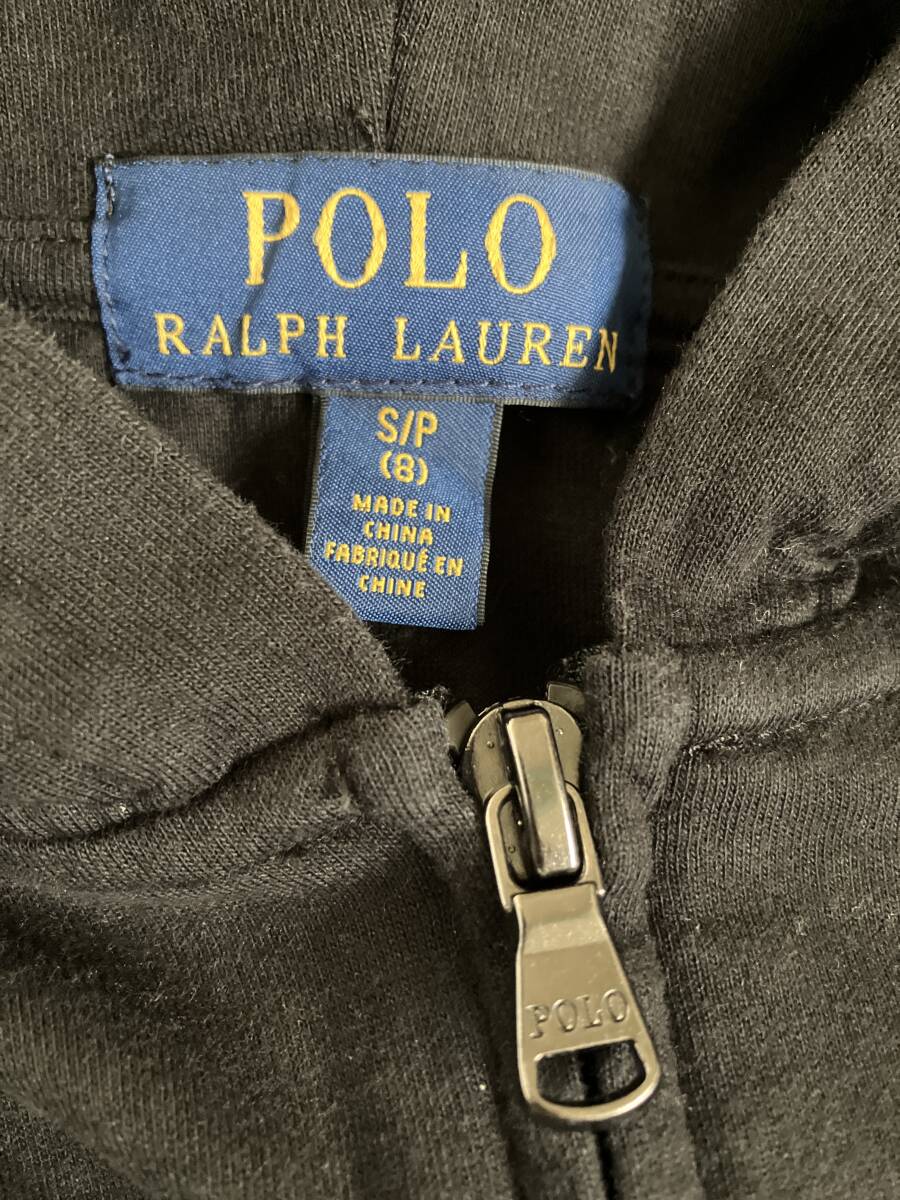 POLO
RALPH LAUREN
S/P
(8)
MADE IN
CHINA
FABRIQUÉ EN
CHINE
POLO